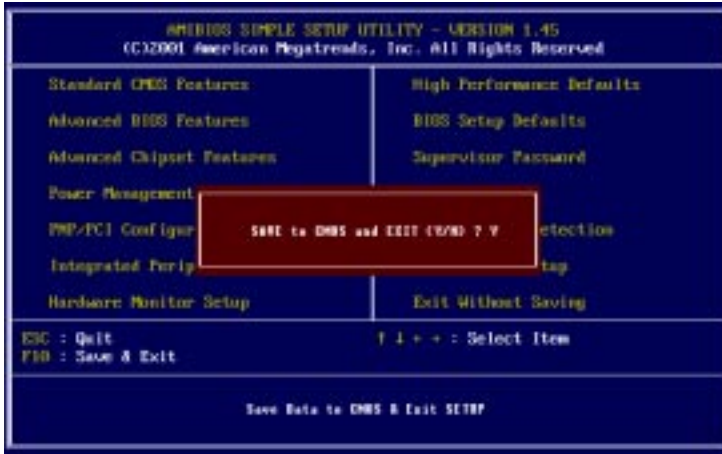 AMIBIOS SIMPLE SETUP UTILITY - VERSION 1.45
(C)2001 American Megatrends, Inc. All Rights Reserved
Standard CMOS Features
High Performance Defaults
Advanced BIOS Features
BIOS Setup Defaults
Advanced Chipset Features
Supervisor Password
Power Management
PNP/PCI Configur
etection
Integrated Perip
tup
Hardware Monitor Setup
Exit Without Saving
SAVE to CMOS and EXIT (Y/N) ? Y
ESC : Quit
↑ ↓ ← → : Select Item
F10 : Save & Exit
Save Data to CMOS & Exit SETUP